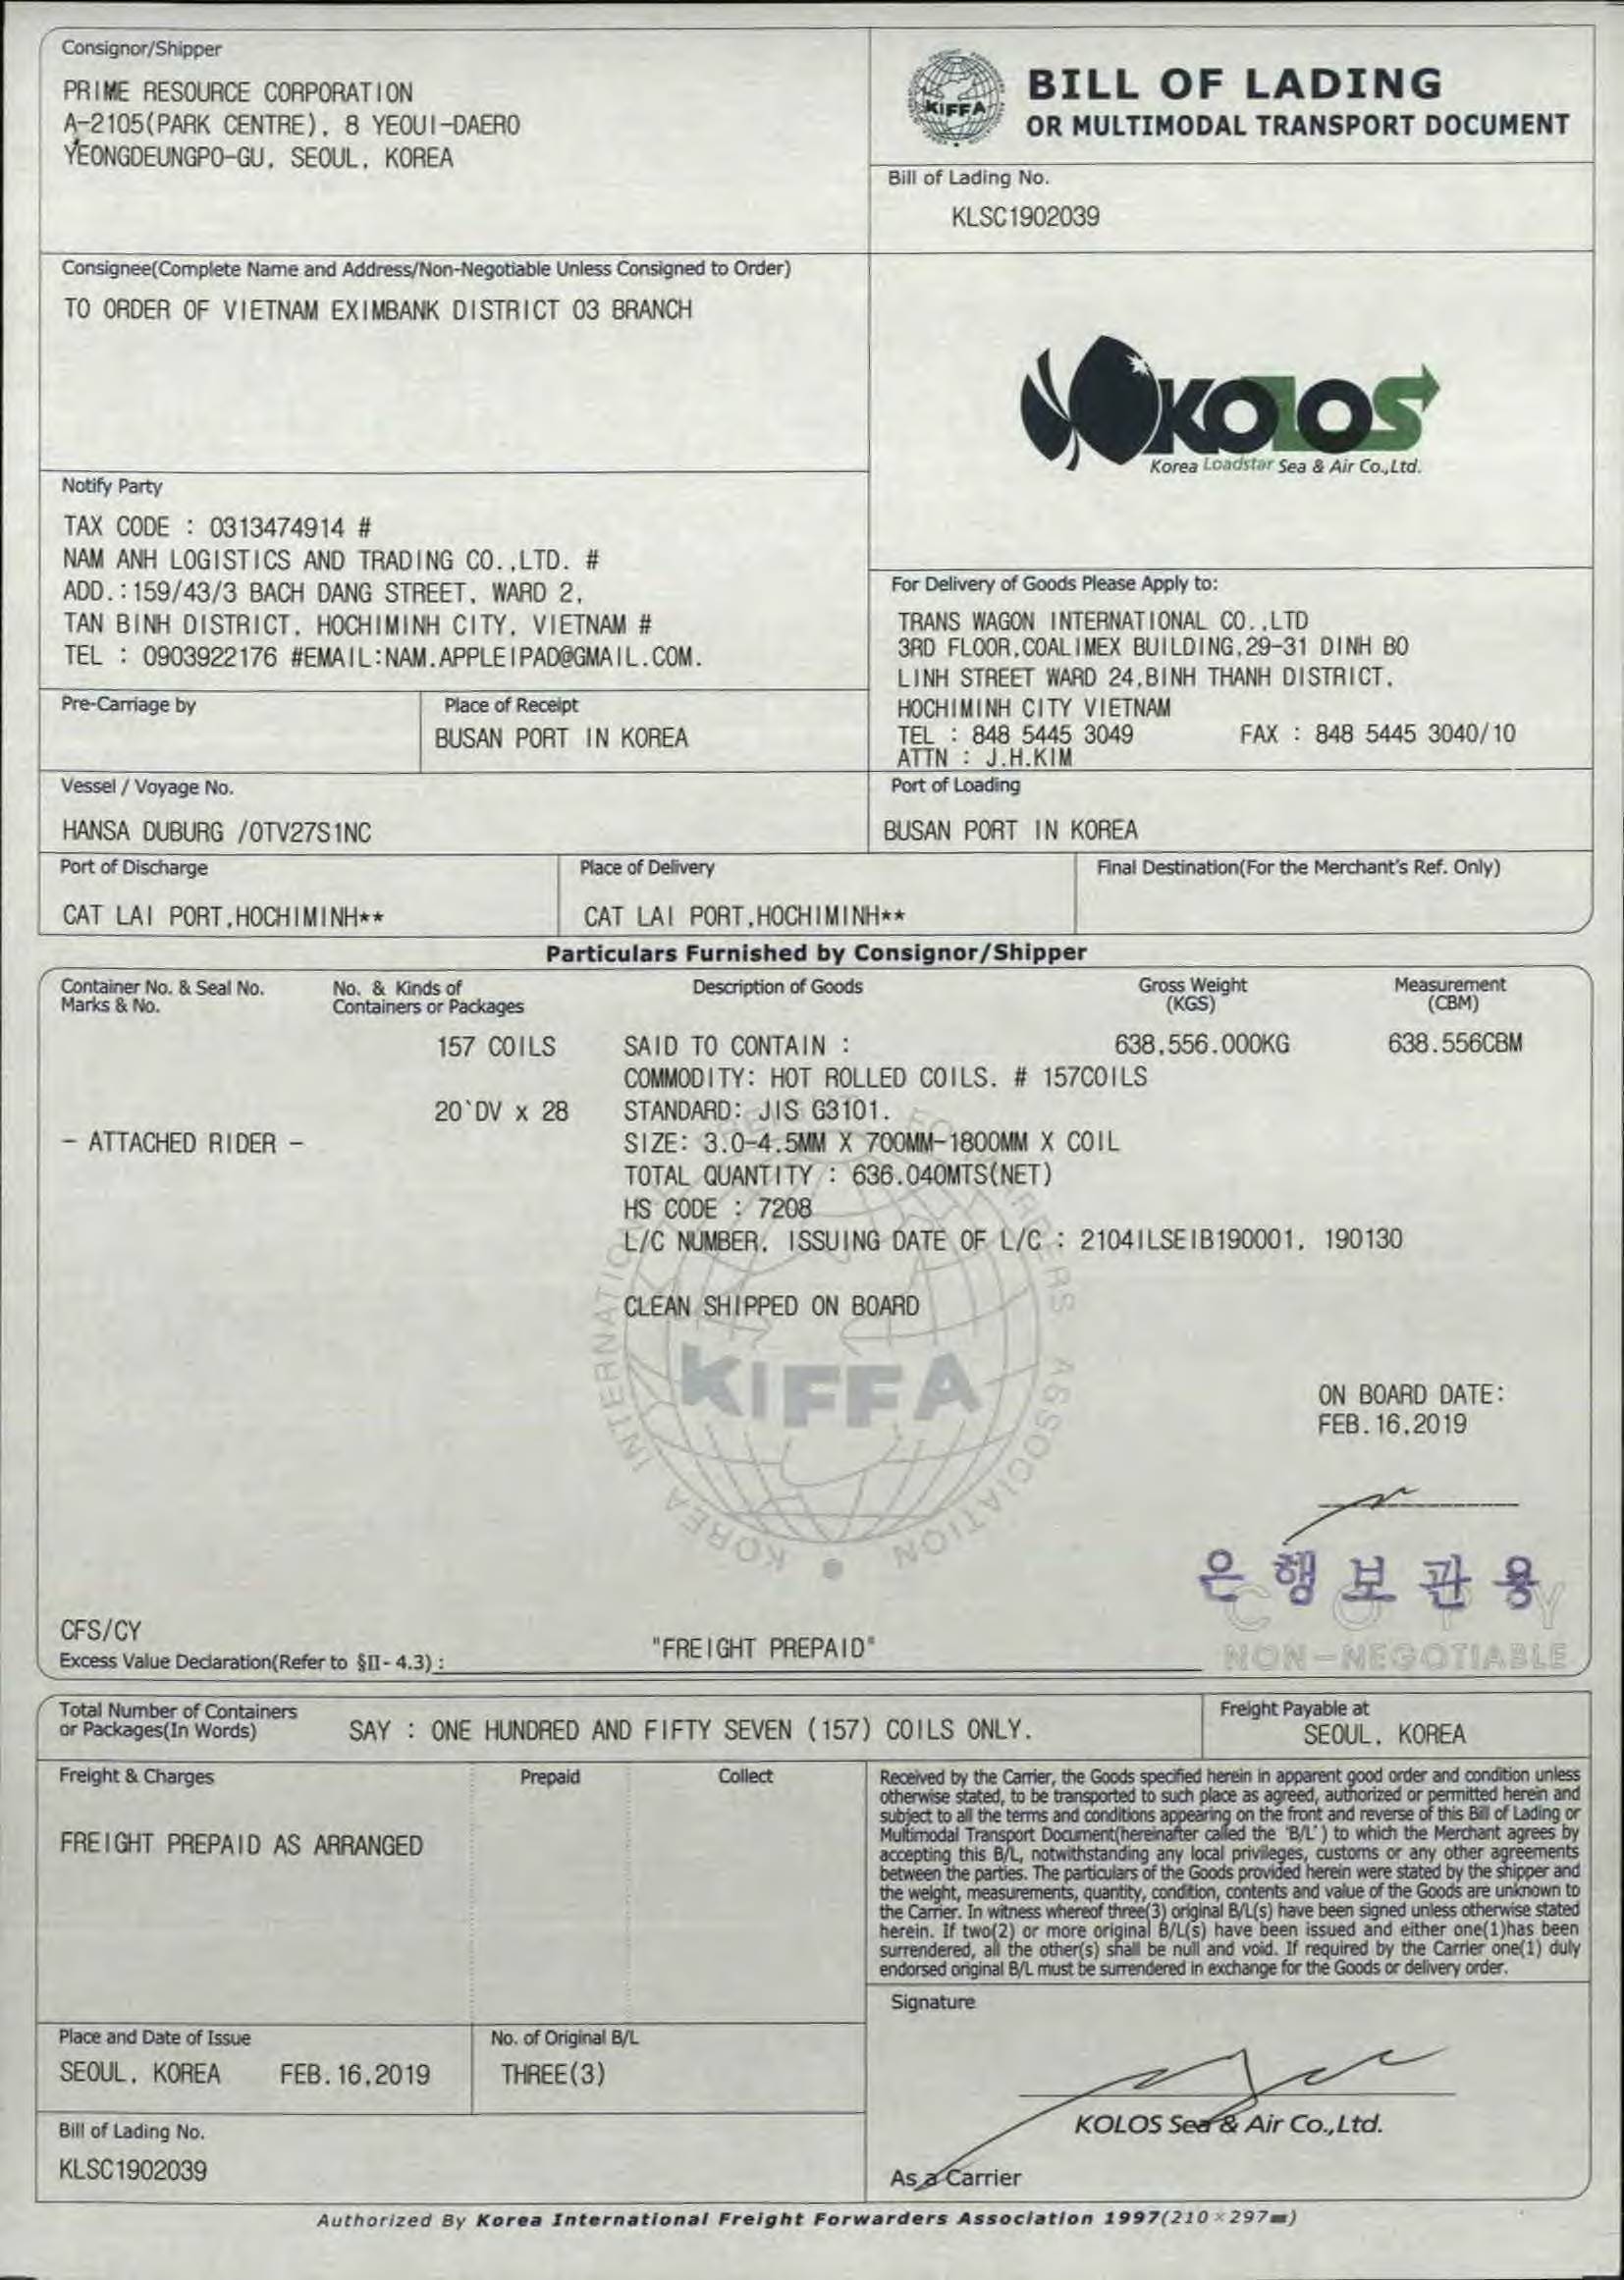 Consignor/Shipper
PRIME RESOURCE CORPORATION
A-2105(PARK CENTRE), 8 YEOUI-DAERO
YEONGDEUNGPO-GU, SEOUL, KOREA
KIFFA
BILL OF LADING
OR MULTIMODAL TRANSPORT DOCUMENT
Bill of Lading No.
KLSC1902039
Consignee(Complete Name and Address/Non-Negotiable Unless Consigned to Order)
TO ORDER OF VIETNAM EXIMBANK DISTRICT 03 BRANCH
KOLOS
Korea Loadstar Sea & Air Co.,Ltd.
Notify Party
TAX CODE : 0313474914 #
NAM ANH LOGISTICS AND TRADING CO.,LTD. #
ADD.:159/43/3 BACH DANG STREET, WARD 2,
TAN BINH DISTRICT, HOCHIMINH CITY, VIETNAM #
TEL : 0903922176 #EMAIL:NAM.APPLEIPAD@GMAIL.COM.
For Delivery of Goods Please Apply to:
TRANS WAGON INTERNATIONAL CO.,LTD
3RD FLOOR,COALIMEX BUILDING,29-31 DINH BO
LINH STREET WARD 24,BINH THANH DISTRICT,
HOCHIMINH CITY VIETNAM
TEL : 848 5445 3049 FAX : 848 5445 3040/10
ATTN : J.H.KIM
Pre-Carriage by
Place of Receipt
BUSAN PORT IN KOREA
Vessel / Voyage No.
HANSA DUBURG /OTV27S1NC
Port of Loading
BUSAN PORT IN KOREA
Port of Discharge
CAT LAI PORT,HOCHIMINH**
Place of Delivery
CAT LAI PORT,HOCHIMINH**
Final Destination(For the Merchant's Ref. Only)
Particulars Furnished by Consignor/Shipper
Container No. & Seal No.
Marks & No.
No. & Kinds of
Containers or Packages
Description of Goods
Gross Weight
(KGS)
Measurement
(CBM)
157 COILS SAID TO CONTAIN : 638,556.000KG 638.556CBM
COMMODITY: HOT ROLLED COILS. # 157COILS
20`DV x 28 STANDARD: JIS G3101.
- ATTACHED RIDER - SIZE: 3.0-4.5MM X 700MM-1800MM X COIL
TOTAL QUANTITY : 636.040MTS(NET)
HS CODE : 7208
L/C NUMBER, ISSUING DATE OF L/C : 2104ILSEIB190001, 190130
CLEAN SHIPPED ON BOARD
KIFFA
KOREA INTERNATIONAL FREIGHT FORWARDERS ASSOCIATION
ON BOARD DATE:
FEB.16,2019
은행보관용
COPY
NON-NEGOTIABLE
CFS/CY
"FREIGHT PREPAID"
Excess Value Declaration(Refer to §II- 4.3) :
Total Number of Containers
or Packages(In Words)
SAY : ONE HUNDRED AND FIFTY SEVEN (157) COILS ONLY.
Freight Payable at
SEOUL, KOREA
Freight & Charges
Prepaid
Collect
FREIGHT PREPAID AS ARRANGED
Received by the Carrier, the Goods specified herein in apparent good order and condition unless
otherwise stated, to be transported to such place as agreed, authorized or permitted herein and
subject to all the terms and conditions appearing on the front and reverse of this Bill of Lading or
Multimodal Transport Document(hereinafter called the 'B/L') to which the Merchant agrees by
accepting this B/L, notwithstanding any local privileges, customs or any other agreements
between the parties. The particulars of the Goods provided herein were stated by the shipper and
the weight, measurements, quantity, condition, contents and value of the Goods are unknown to
the Carrier. In witness whereof three(3) original B/L(s) have been signed unless otherwise stated
herein. If two(2) or more original B/L(s) have been issued and either one(1)has been
surrendered, all the other(s) shall be null and void. If required by the Carrier one(1) duly
endorsed original B/L must be surrendered in exchange for the Goods or delivery order.
Signature
Place and Date of Issue
SEOUL, KOREA FEB.16,2019
No. of Original B/L
THREE(3)
KOLOS Sea & Air Co.,Ltd.
As a Carrier
Bill of Lading No.
KLSC1902039
Authorized By Korea International Freight Forwarders Association 1997(210×297㎜)